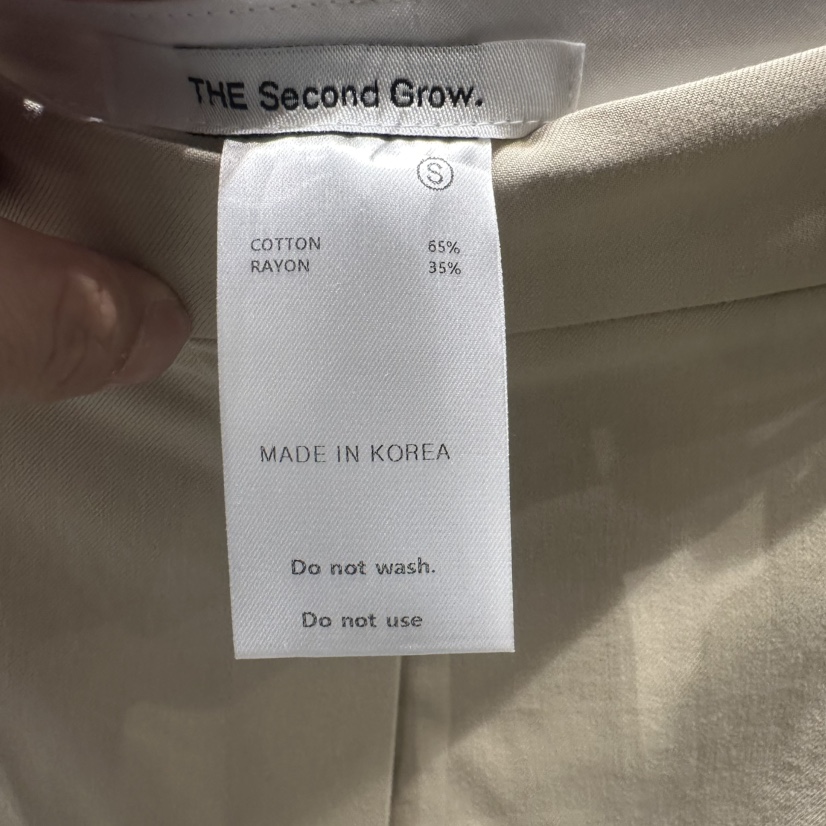 THE Second Grow.
S
COTTON 65%
RAYON 35%
MADE IN KOREA
Do not wash.
Do not use